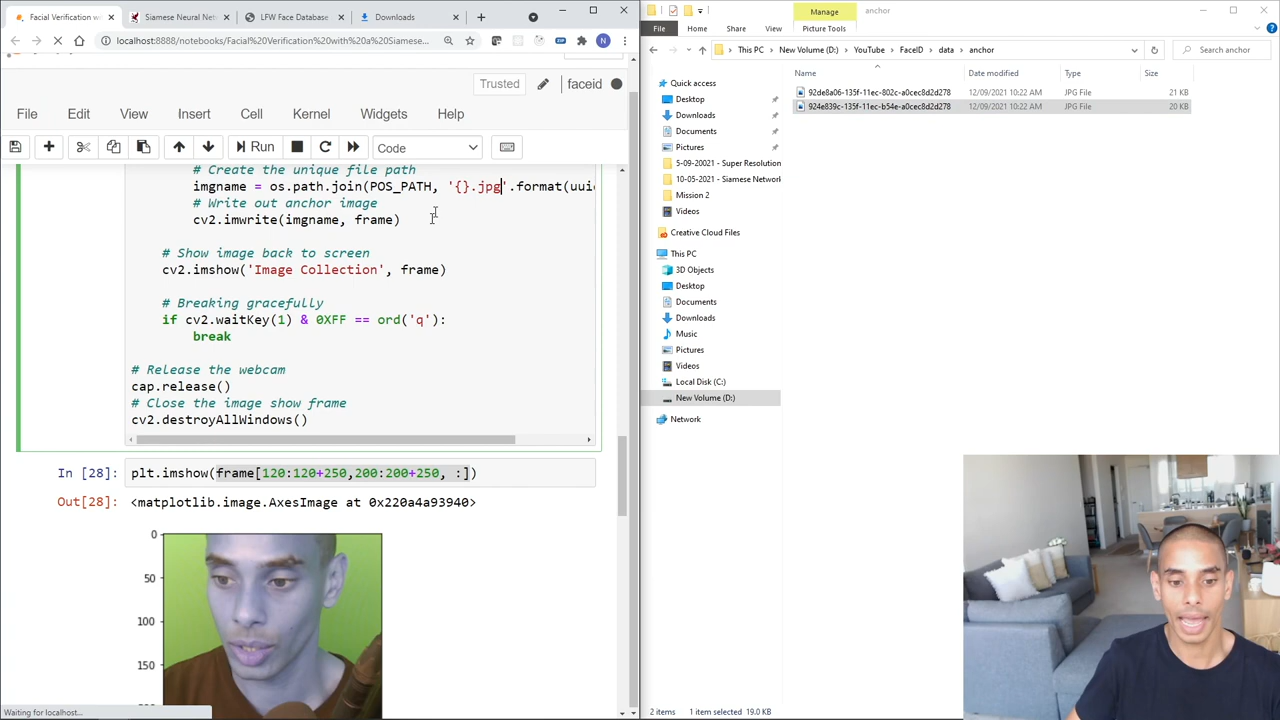 Facial Verification with a
Siamese Neural Net
LFW Face Database
Downloads
localhost:8888/notebooks/Facial%20Verification%20with%20a%20Siamese...
Trusted
faceid
File
Edit
View
Insert
Cell
Kernel
Widgets
Help
Run
Code
# Create the unique file path
imgname = os.path.join(POS_PATH, '{}.jpg'.format(uuid
# Write out anchor image
cv2.imwrite(imgname, frame)
# Show image back to screen
cv2.imshow('Image Collection', frame)
# Breaking gracefully
if cv2.waitKey(1) & 0XFF == ord('q'):
break
# Release the webcam
cap.release()
# Close the image show frame
cv2.destroyAllWindows()
In [28]:
plt.imshow(frame[120:120+250,200:200+250, :])
Out[28]:
<matplotlib.image.AxesImage at 0x220a4a93940>
0
50
100
150
Waiting for localhost...
Manage
anchor
File
Home
Share
View
Picture Tools
This PC > New Volume (D:) > YouTube > FaceID > data > anchor
Search anchor
Name
Date modified
Type
Size
92de8a06-135f-11ec-802c-a0cec8d2d278 12/09/2021 10:22 AM JPG File 21 KB
924e839c-135f-11ec-b54e-a0cec8d2d278 12/09/2021 10:22 AM JPG File 20 KB
Quick access
Desktop
Downloads
Documents
Pictures
5-09-20021 - Super Resolution
10-05-2021 - Siamese Network
Mission 2
Videos
Creative Cloud Files
This PC
3D Objects
Desktop
Documents
Downloads
Music
Pictures
Videos
Local Disk (C:)
New Volume (D:)
Network
2 items
1 item selected 19.0 KB